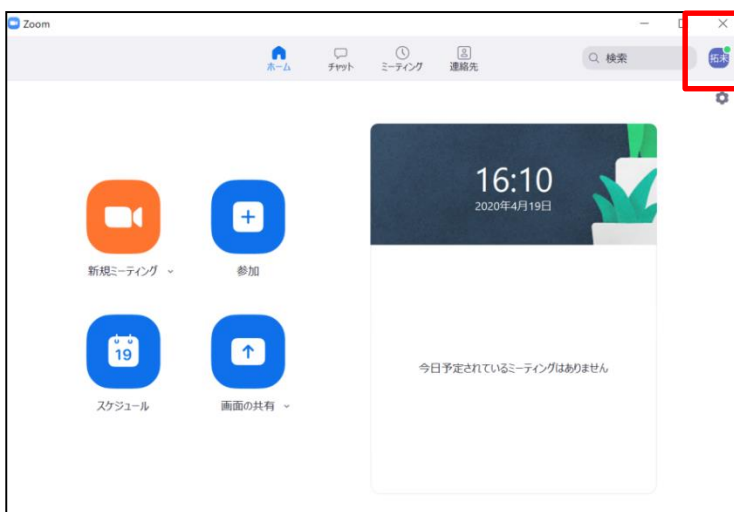 Zoom
ホーム
チャット
ミーティング
連絡先
検索
拓末
16:10
2020年4月19日
新規ミーティング
参加
19
スケジュール
画面の共有
今日予定されているミーティングはありません